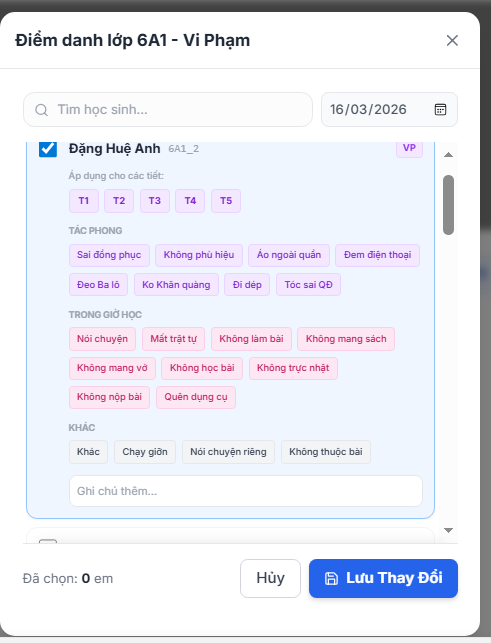 Điểm danh lớp 6A1 - Vi Phạm
Tìm học sinh...
16/03/2026
Đặng Huệ Anh 6A1_2 VP
Áp dụng cho các tiết:
T1 T2 T3 T4 T5
TÁC PHONG
Sai đồng phục Không phù hiệu Áo ngoài quần Đem điện thoại
Đeo Ba lô Ko Khăn quàng Đi dép Tóc sai QĐ
TRONG GIỜ HỌC
Nói chuyện Mất trật tự Không làm bài Không mang sách
Không mang vở Không học bài Không trực nhật
Không nộp bài Quên dụng cụ
KHÁC
Khác Chạy giỡn Nói chuyện riêng Không thuộc bài
Ghi chú thêm...
Đã chọn: 0 em
Hủy
Lưu Thay Đổi